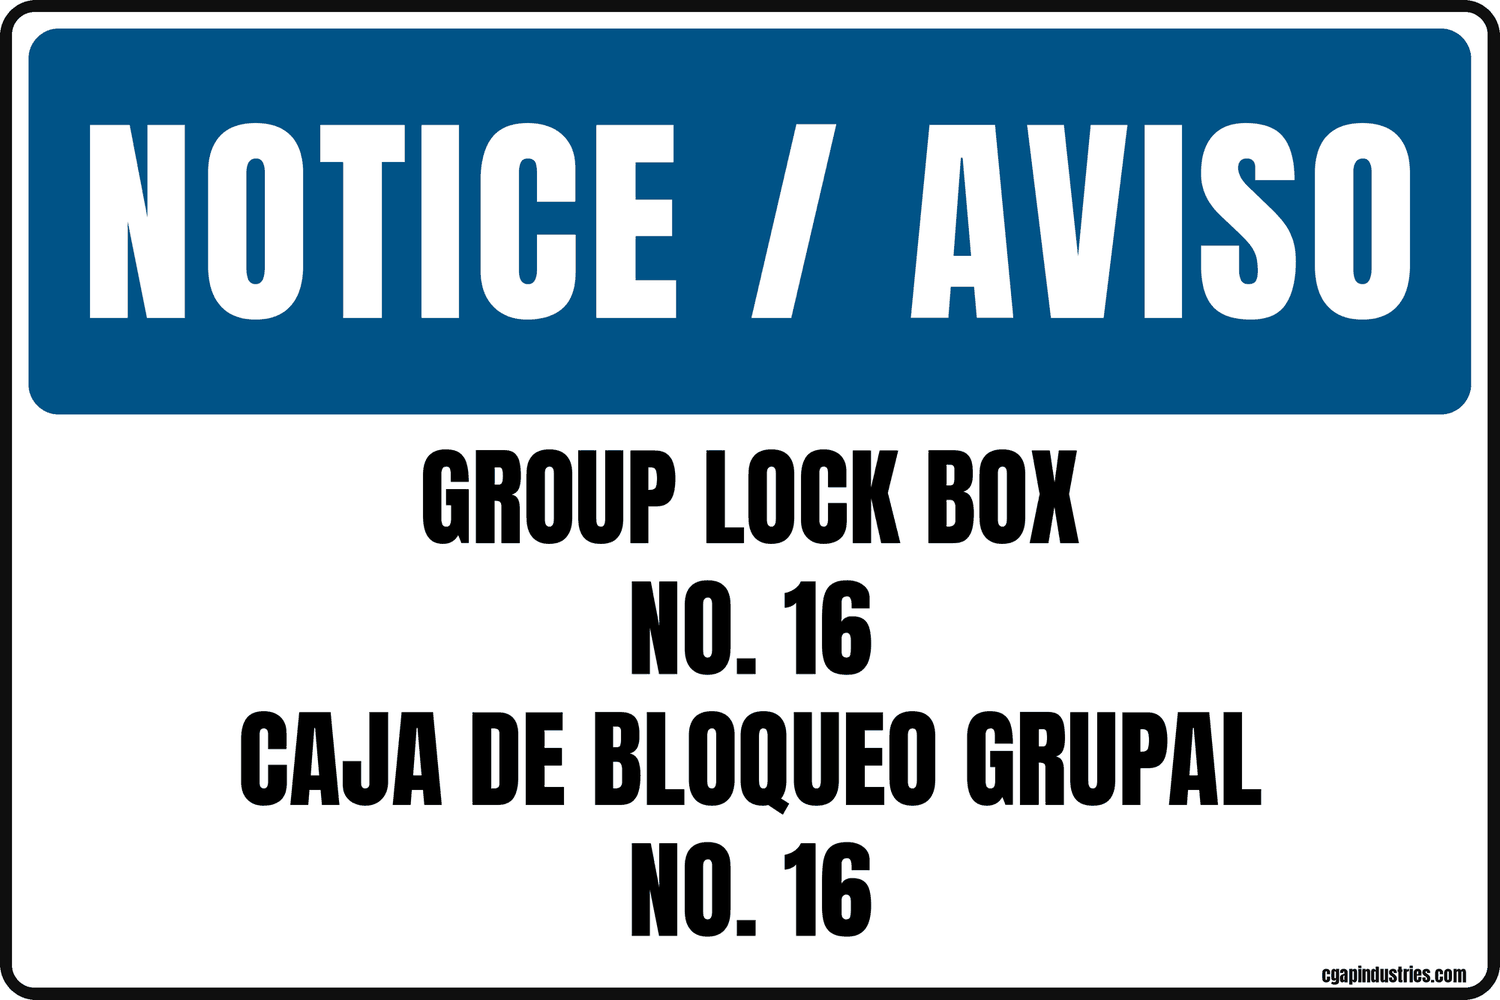 NOTICE / AVISO
GROUP LOCK BOX
NO. 16
CAJA DE BLOQUEO GRUPAL
NO. 16
cgapindustries.com